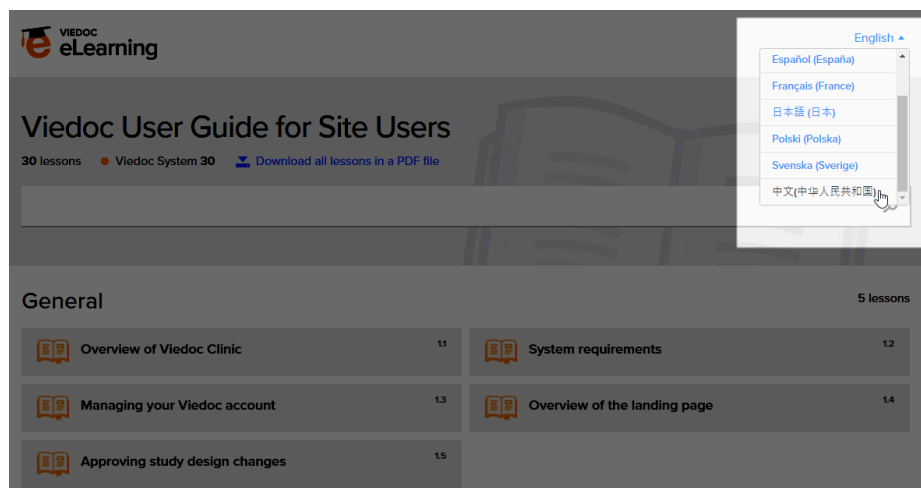 VIEDOC
eLearning
English
Español (España)
Français (France)
日本語 (日本)
Polski (Polska)
Svenska (Sverige)
中文(中华人民共和国)
Viedoc User Guide for Site Users
30 lessons Viedoc System 30 Download all lessons in a PDF file
General
5 lessons
Overview of Viedoc Clinic 1.1
System requirements 1.2
Managing your Viedoc account 1.3
Overview of the landing page 1.4
Approving study design changes 1.5